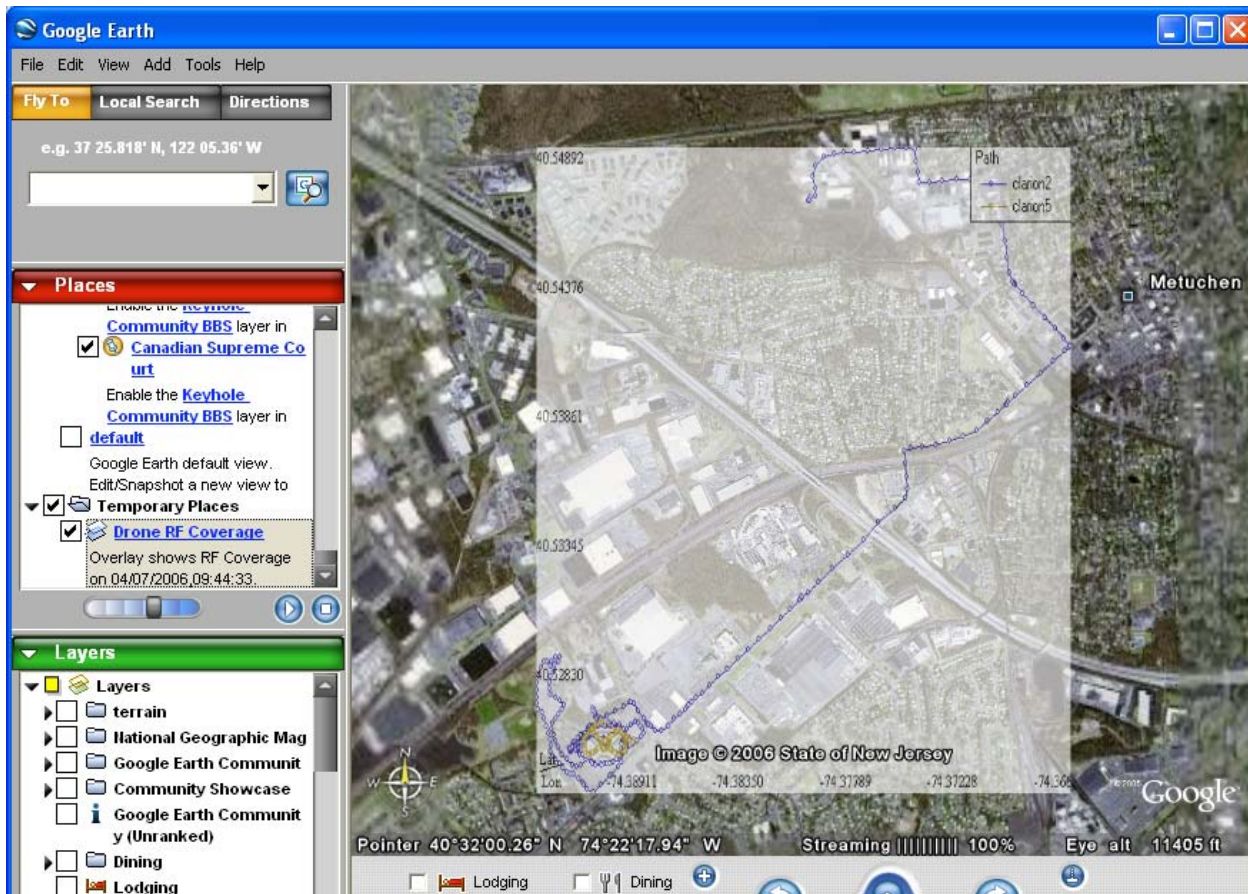 Google Earth
File Edit View Add Tools Help
Fly To Local Search Directions
e.g. 37 25.818' N, 122 05.36' W
Places
Enable the Keyhole
Community BBS layer in
Canadian Supreme Co
urt
Enable the Keyhole
Community BBS layer in
default
Google Earth default view.
Edit/Snapshot a new view to
Temporary Places
Drone RF Coverage
Overlay shows RF Coverage
on 04/07/2006,09:44:33.
Layers
Layers
terrain
National Geographic Mag
Google Earth Communit
Community Showcase
Google Earth Communit
y (Unranked)
Dining
Lodging
40.54892
Path
clarion2
clarion5
40.54376
Metuchen
40.53861
40.53345
40.52830
Image © 2006 State of New Jersey
Lon -74.38911 -74.38350 -74.37789 -74.37228 -74.366
N
W E
S
Google
Pointer 40°32'00.26" N 74°22'17.94" W Streaming |||||||||| 100% Eye alt 11405 ft
Lodging Dining